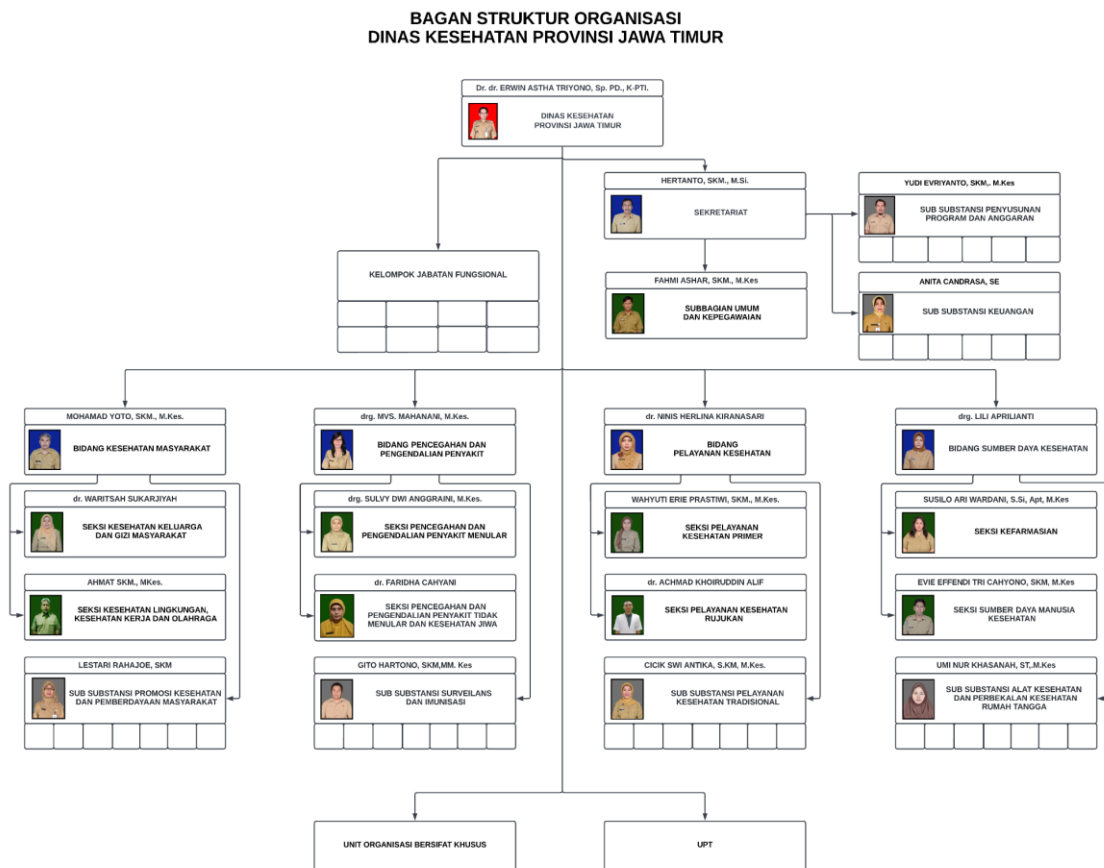 BAGAN STRUKTUR ORGANISASI
DINAS KESEHATAN PROVINSI JAWA TIMUR
Dr. dr. ERWIN ASTHA TRIYONO, Sp. PD., K-PTI.
DINAS KESEHATAN
PROVINSI JAWA TIMUR
HERTANTO, SKM., M.Si.
SEKRETARIAT
YUDI EVRIYANTO, SKM,. M.Kes
SUB SUBSTANSI PENYUSUNAN
PROGRAM DAN ANGGARAN
KELOMPOK JABATAN FUNGSIONAL
FAHMI ASHAR, SKM., M.Kes
SUBBAGIAN UMUM
DAN KEPEGAWAIAN
ANITA CANDRASA, SE
SUB SUBSTANSI KEUANGAN
MOHAMAD YOTO, SKM., M.Kes.
BIDANG KESEHATAN MASYARAKAT
dr. WARITSAH SUKARJIYAH
SEKSI KESEHATAN KELUARGA
DAN GIZI MASYARAKAT
AHMAT SKM., MKes.
SEKSI KESEHATAN LINGKUNGAN,
KESEHATAN KERJA DAN OLAHRAGA
LESTARI RAHAJOE, SKM
SUB SUBSTANSI PROMOSI KESEHATAN
DAN PEMBERDAYAAN MASYARAKAT
drg. MVS. MAHANANI, M.Kes.
BIDANG PENCEGAHAN DAN
PENGENDALIAN PENYAKIT
drg. SULVY DWI ANGGRAINI, M.Kes.
SEKSI PENCEGAHAN DAN
PENGENDALIAN PENYAKIT MENULAR
dr. FARIDHA CAHYANI
SEKSI PENCEGAHAN DAN
PENGENDALIAN PENYAKIT TIDAK
MENULAR DAN KESEHATAN JIWA
GITO HARTONO, SKM,MM. Kes
SUB SUBSTANSI SURVEILANS
DAN IMUNISASI
dr. NINIS HERLINA KIRANASARI
BIDANG
PELAYANAN KESEHATAN
WAHYUTI ERIE PRASTIWI, SKM., M.Kes.
SEKSI PELAYANAN
KESEHATAN PRIMER
dr. ACHMAD KHOIRUDDIN ALIF
SEKSI PELAYANAN KESEHATAN
RUJUKAN
CICIK SWI ANTIKA, S.KM, M.Kes.
SUB SUBSTANSI PELAYANAN
KESEHATAN TRADISIONAL
drg. LILI APRILIANTI
BIDANG SUMBER DAYA KESEHATAN
SUSILO ARI WARDANI, S.Si, Apt, M.Kes
SEKSI KEFARMASIAN
EVIE EFFENDI TRI CAHYONO, SKM, M.Kes
SEKSI SUMBER DAYA MANUSIA
KESEHATAN
UMI NUR KHASANAH, ST,.M.Kes
SUB SUBSTANSI ALAT KESEHATAN
DAN PERBEKALAN KESEHATAN
RUMAH TANGGA
UNIT ORGANISASI BERSIFAT KHUSUS
UPT